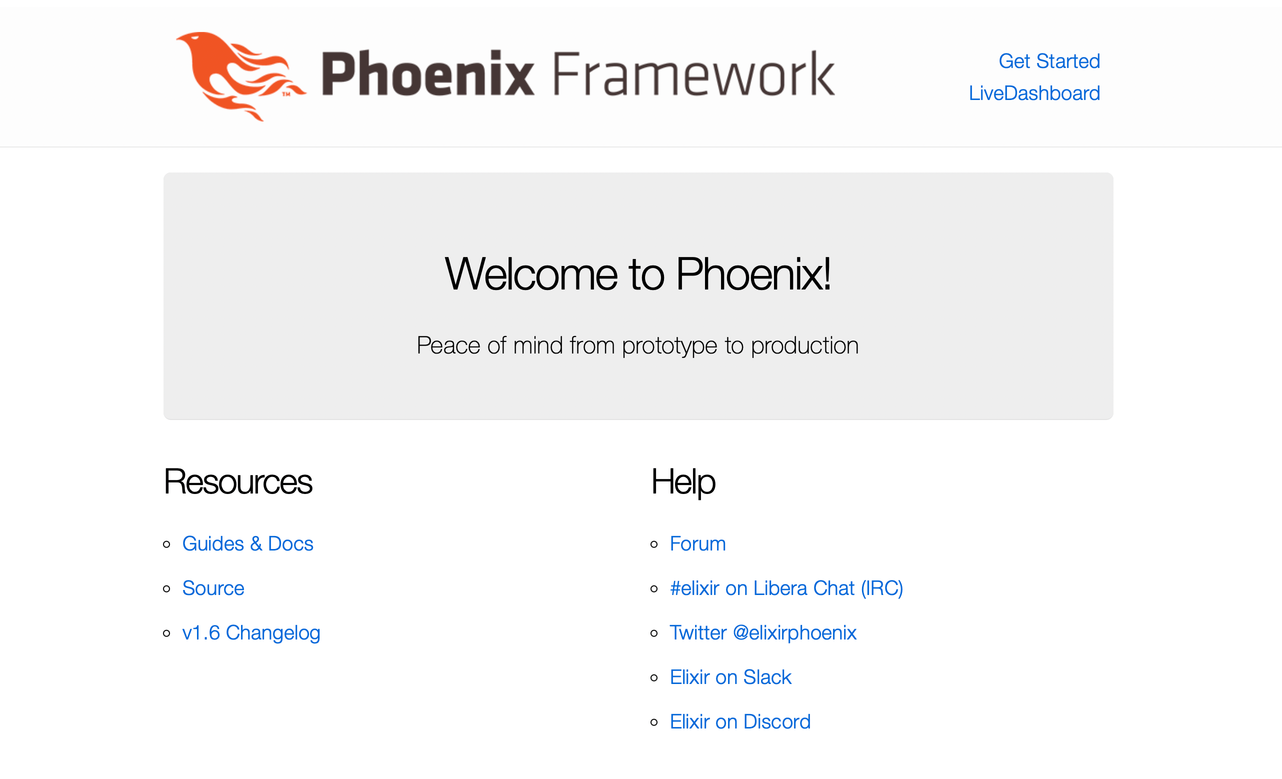 Phoenix Framework
TM
Get Started
LiveDashboard
Welcome to Phoenix!
Peace of mind from prototype to production
Resources
Guides & Docs
Source
v1.6 Changelog
Help
Forum
#elixir on Libera Chat (IRC)
Twitter @elixirphoenix
Elixir on Slack
Elixir on Discord